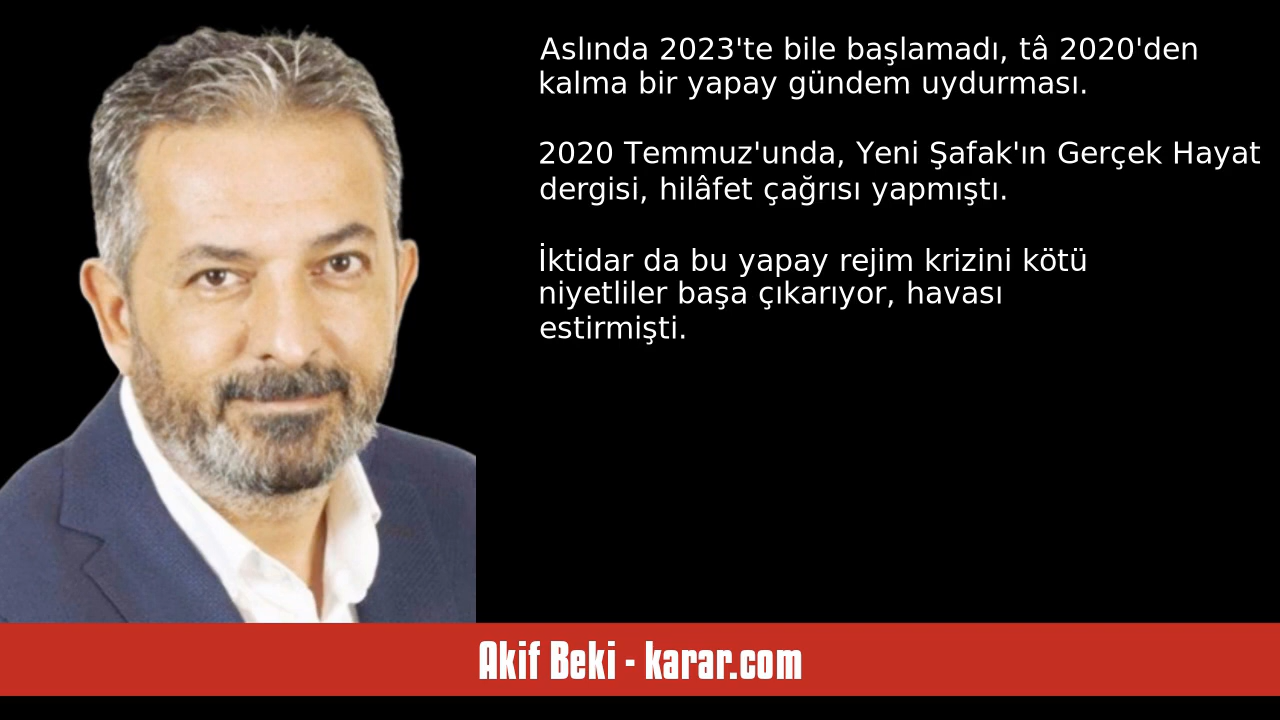 Aslında 2023'te bile başlamadı, tâ 2020'den
kalma bir yapay gündem uydurması.
2020 Temmuz'unda, Yeni Şafak'ın Gerçek Hayat
dergisi, hilâfet çağrısı yapmıştı.
İktidar da bu yapay rejim krizini kötü
niyetliler başa çıkarıyor, havası
estirmişti.
Akif Beki - karar.com